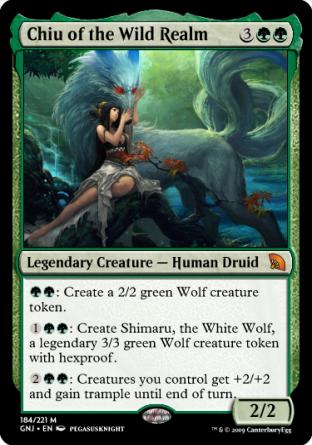 Chiu of the Wild Realm 3
Legendary Creature — Human Druid
: Create a 2/2 green Wolf creature
token.
1: Create Shimaru, the White Wolf,
a legendary 3/3 green Wolf creature
token with hexproof.
2: Creatures you control get +2/+2
and gain trample until end of turn.
2/2
184/221 M
GNJ • EN PEGASUSKNIGHT
™ & © 2019 CanterburyEgg